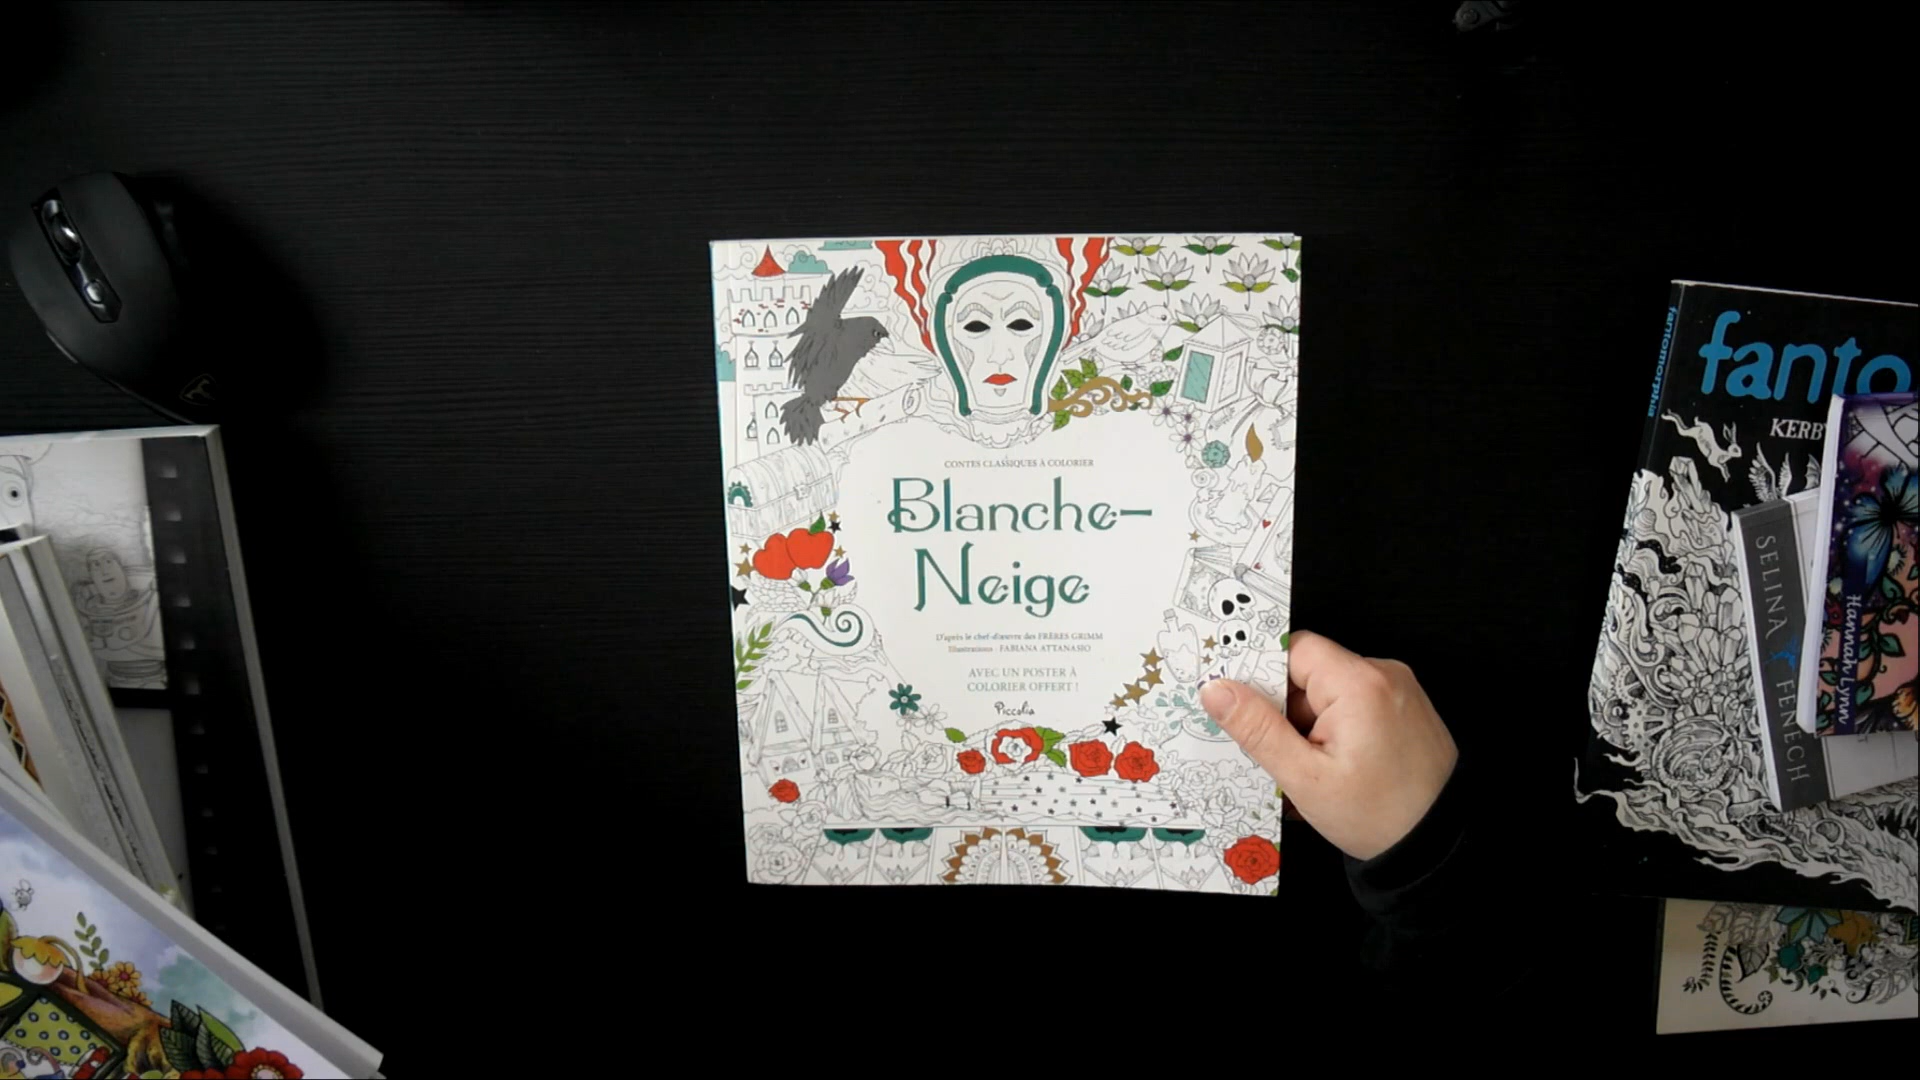 CONTES CLASSIQUES À COLORIER
Blanche-
Neige
D'après le chef-d'œuvre des FRÈRES GRIMM
Illustrations : FABIANA ATTANASIO
AVEC UN POSTER À
COLORIER OFFERT !
Piccolia
fantomorphia
fanto
KERBY
SELINA FENECH
Hannah Lynn